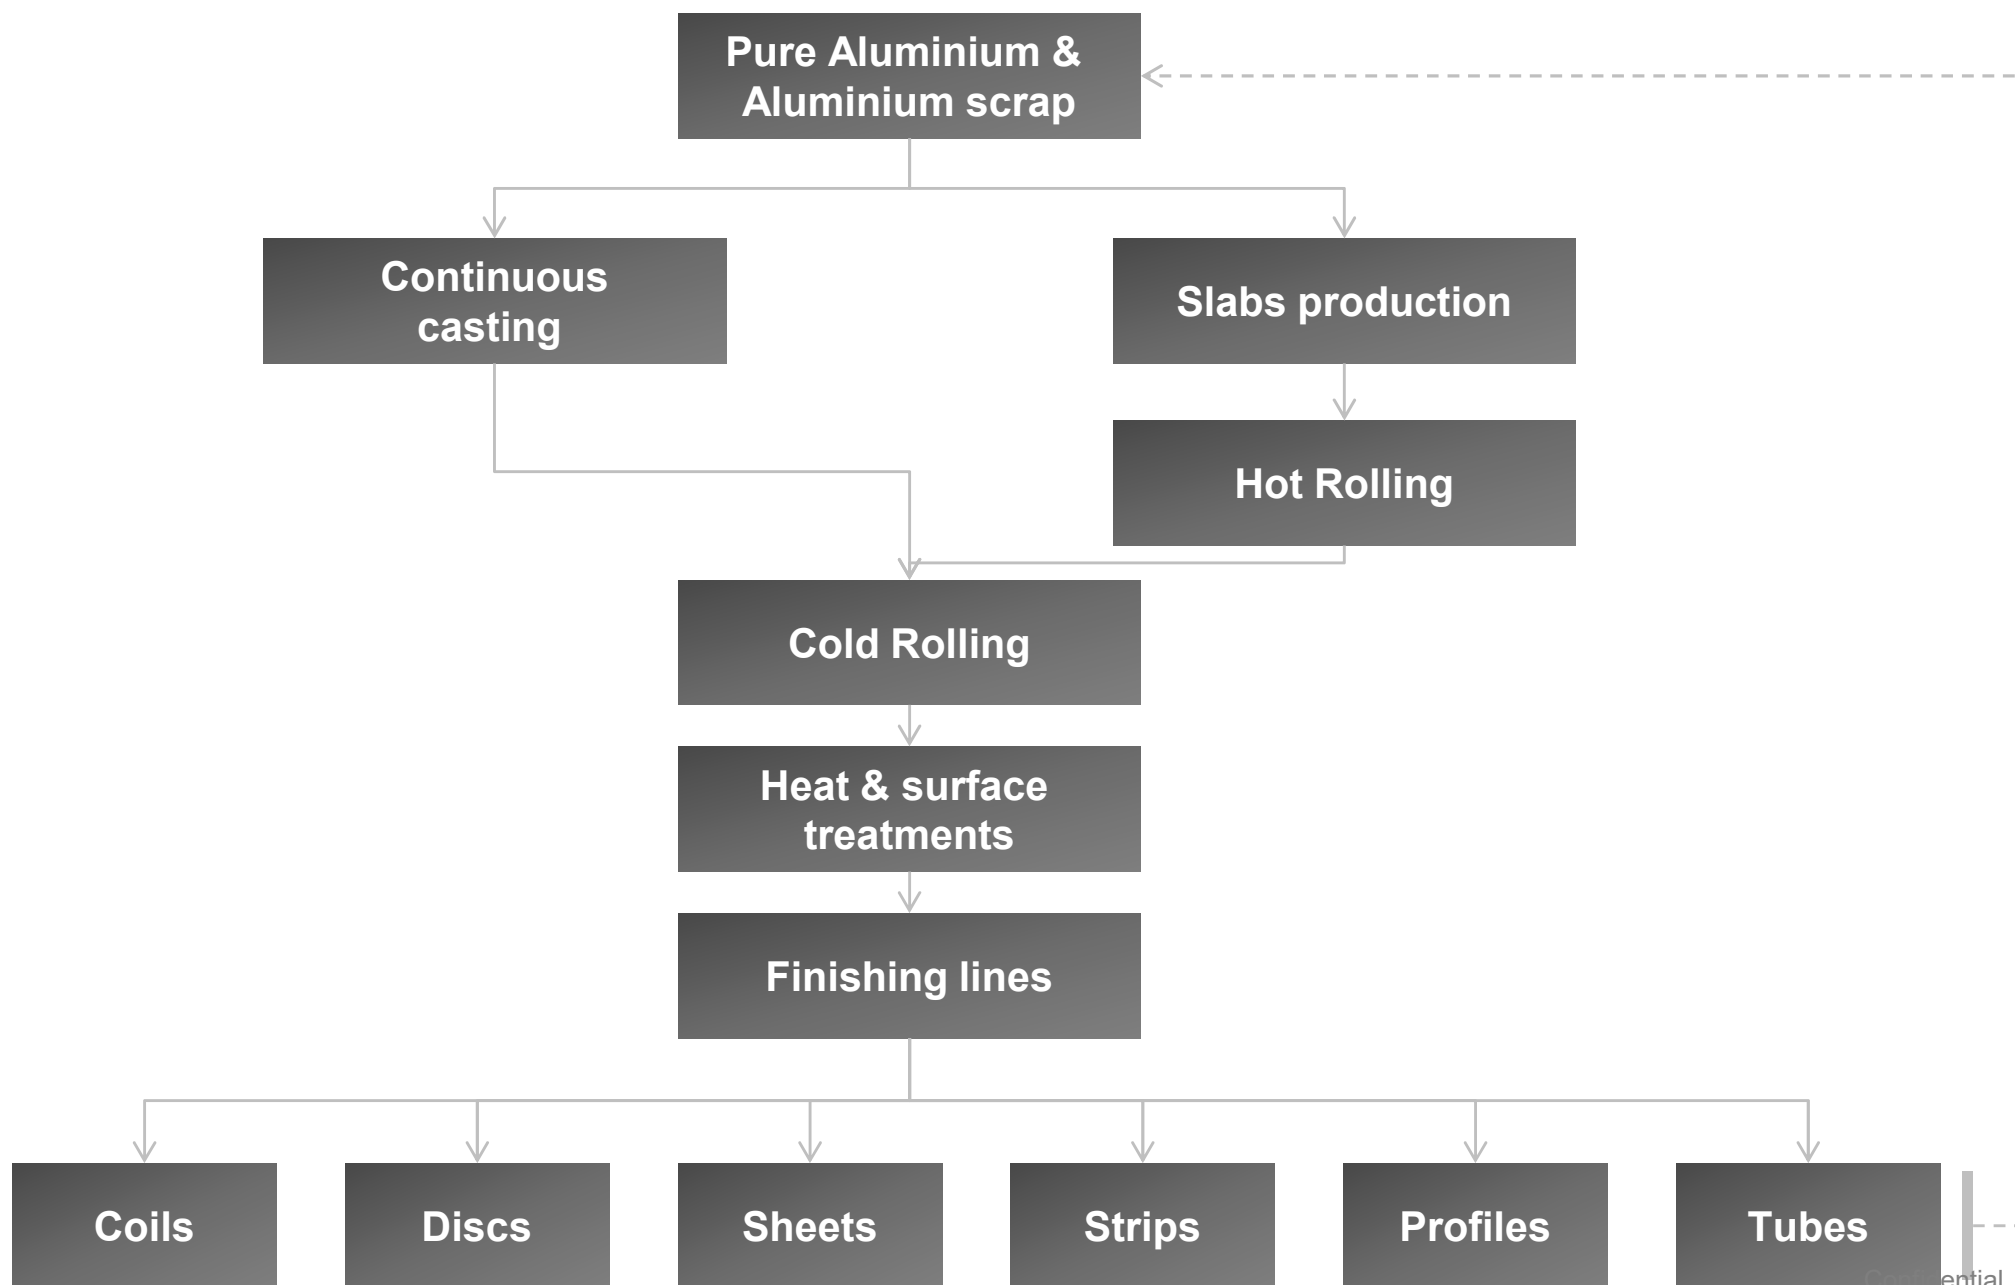 Pure Aluminium &
Aluminium scrap
Continuous
casting
Slabs production
Hot Rolling
Cold Rolling
Heat & surface
treatments
Finishing lines
Coils
Discs
Sheets
Strips
Profiles
Tubes
Confidential